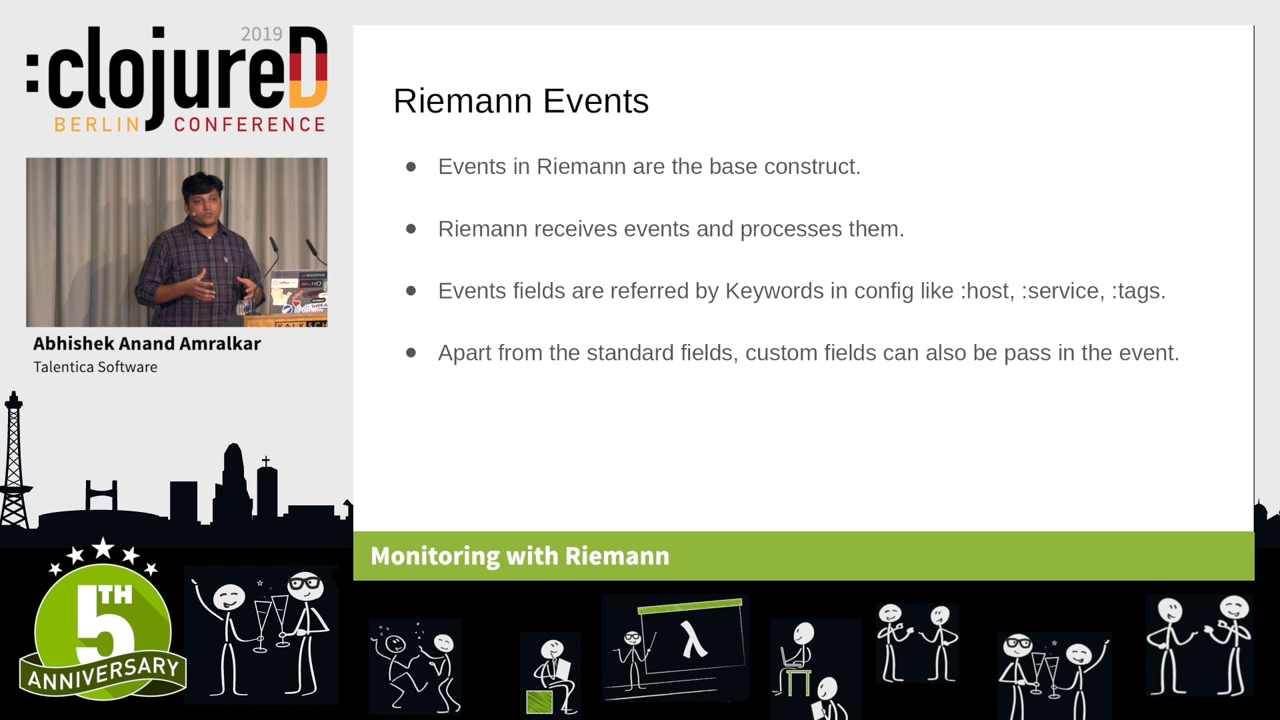 2019
:clojureD
BERLIN CONFERENCE
Abhishek Anand Amralkar
Talentica Software
Riemann Events
Events in Riemann are the base construct.
Riemann receives events and processes them.
Events fields are referred by Keywords in config like :host, :service, :tags.
Apart from the standard fields, custom fields can also be pass in the event.
Monitoring with Riemann
5TH
ANNIVERSARY
λ